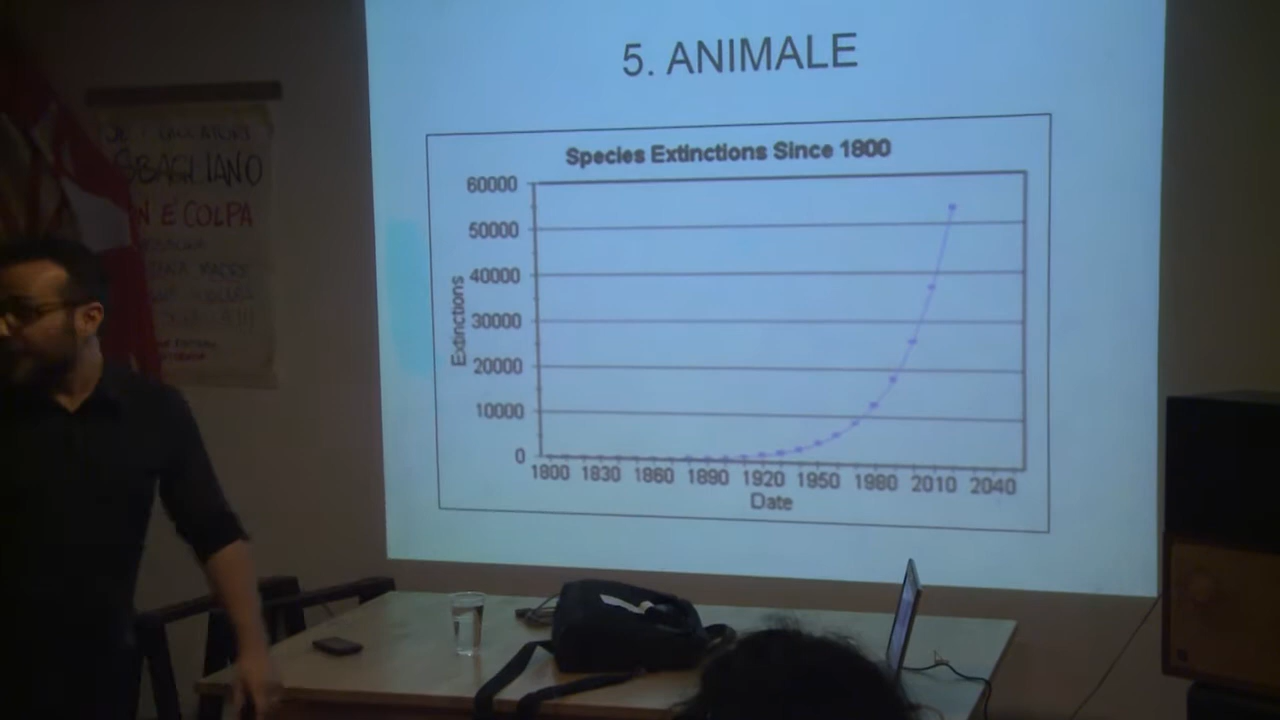 5. ANIMALE
Species Extinctions Since 1800
60000
50000
40000
30000
20000
10000
0
Extinctions
1800 1830 1860 1890 1920 1950 1980 2010 2040
Date
SBAGLIANO
N E' COLPA